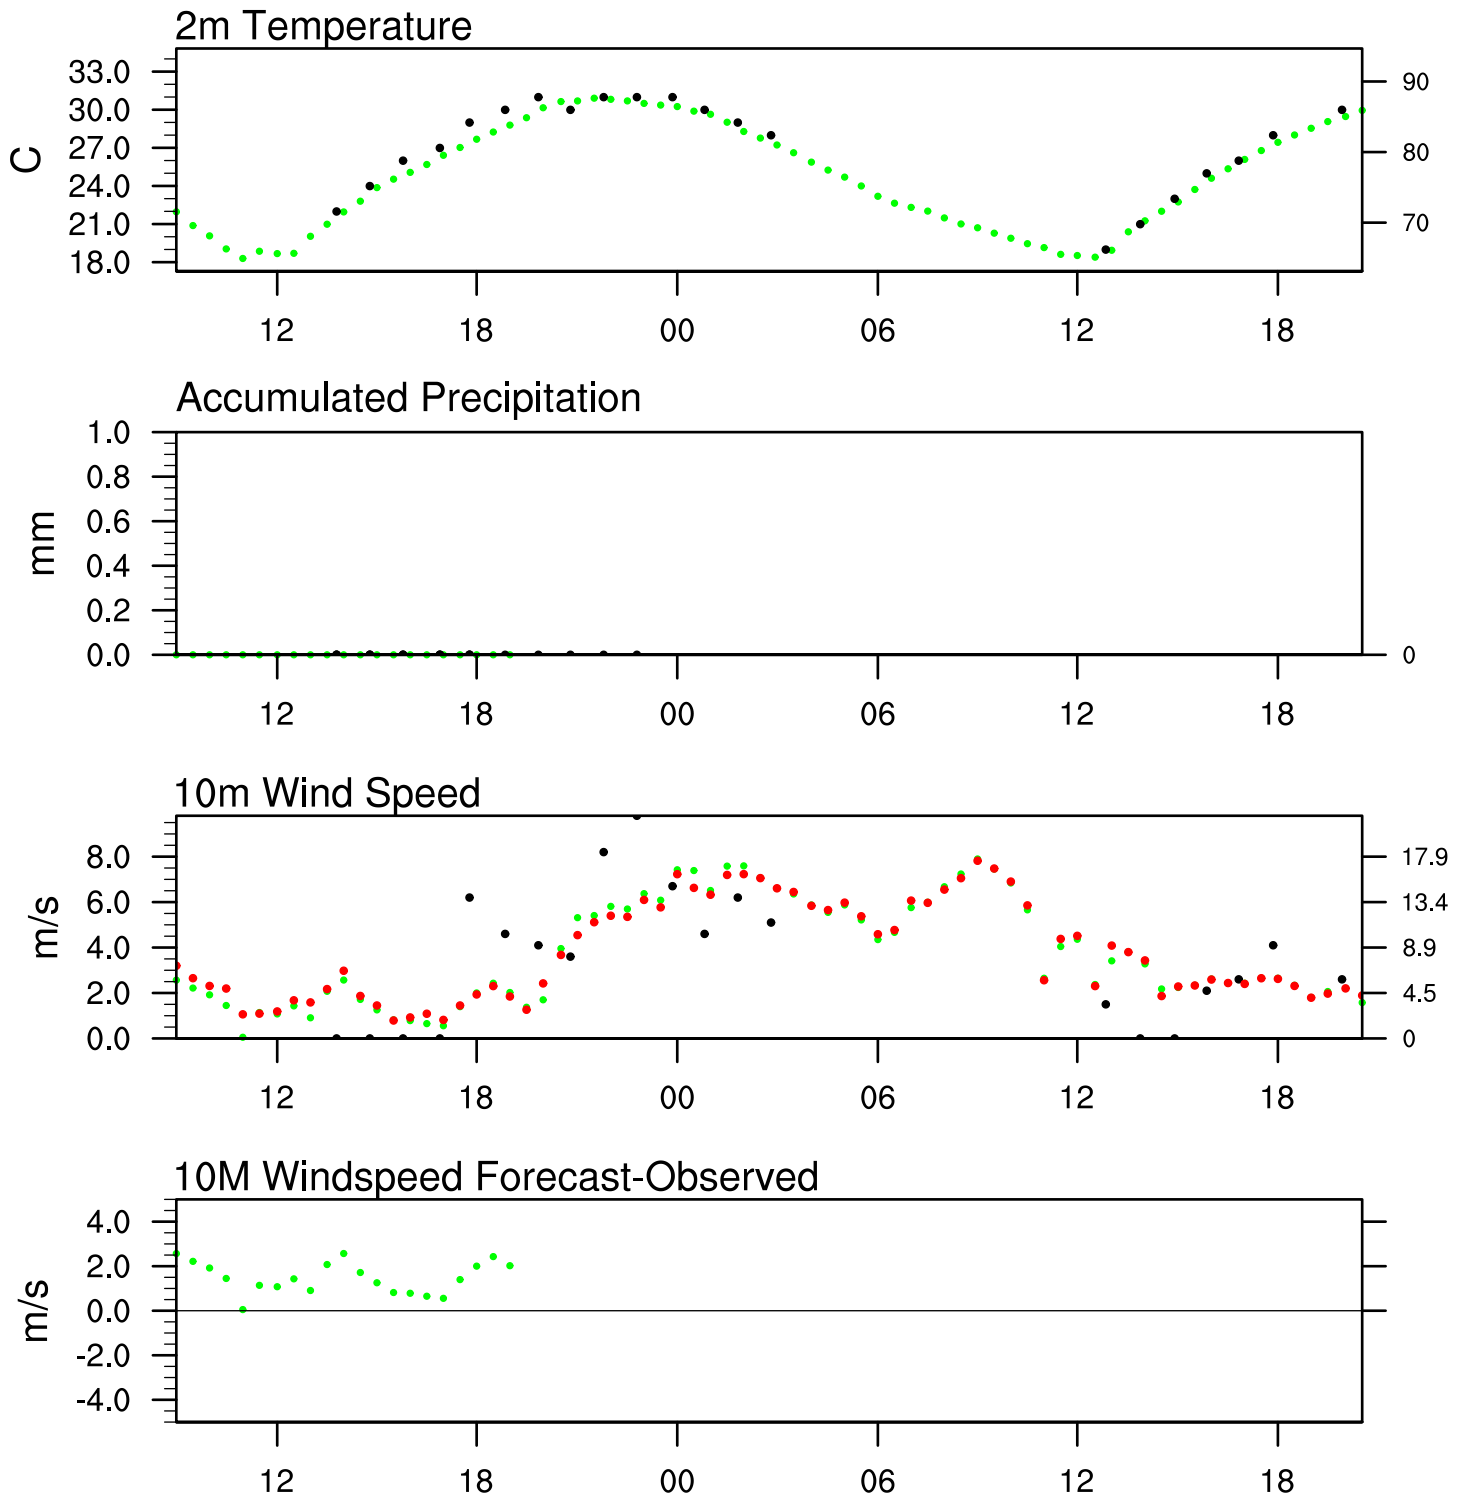 2m Temperature
33.0
30.0
27.0
24.0
21.0
18.0
C
90
80
70
12 18 00 06 12 18
Accumulated Precipitation
1.0
0.8
0.6
0.4
0.2
0.0
mm
0
12 18 00 06 12 18
10m Wind Speed
8.0
6.0
4.0
2.0
0.0
m/s
17.9
13.4
8.9
4.5
0
12 18 00 06 12 18
10M Windspeed Forecast-Observed
4.0
2.0
0.0
-2.0
-4.0
m/s
12 18 00 06 12 18